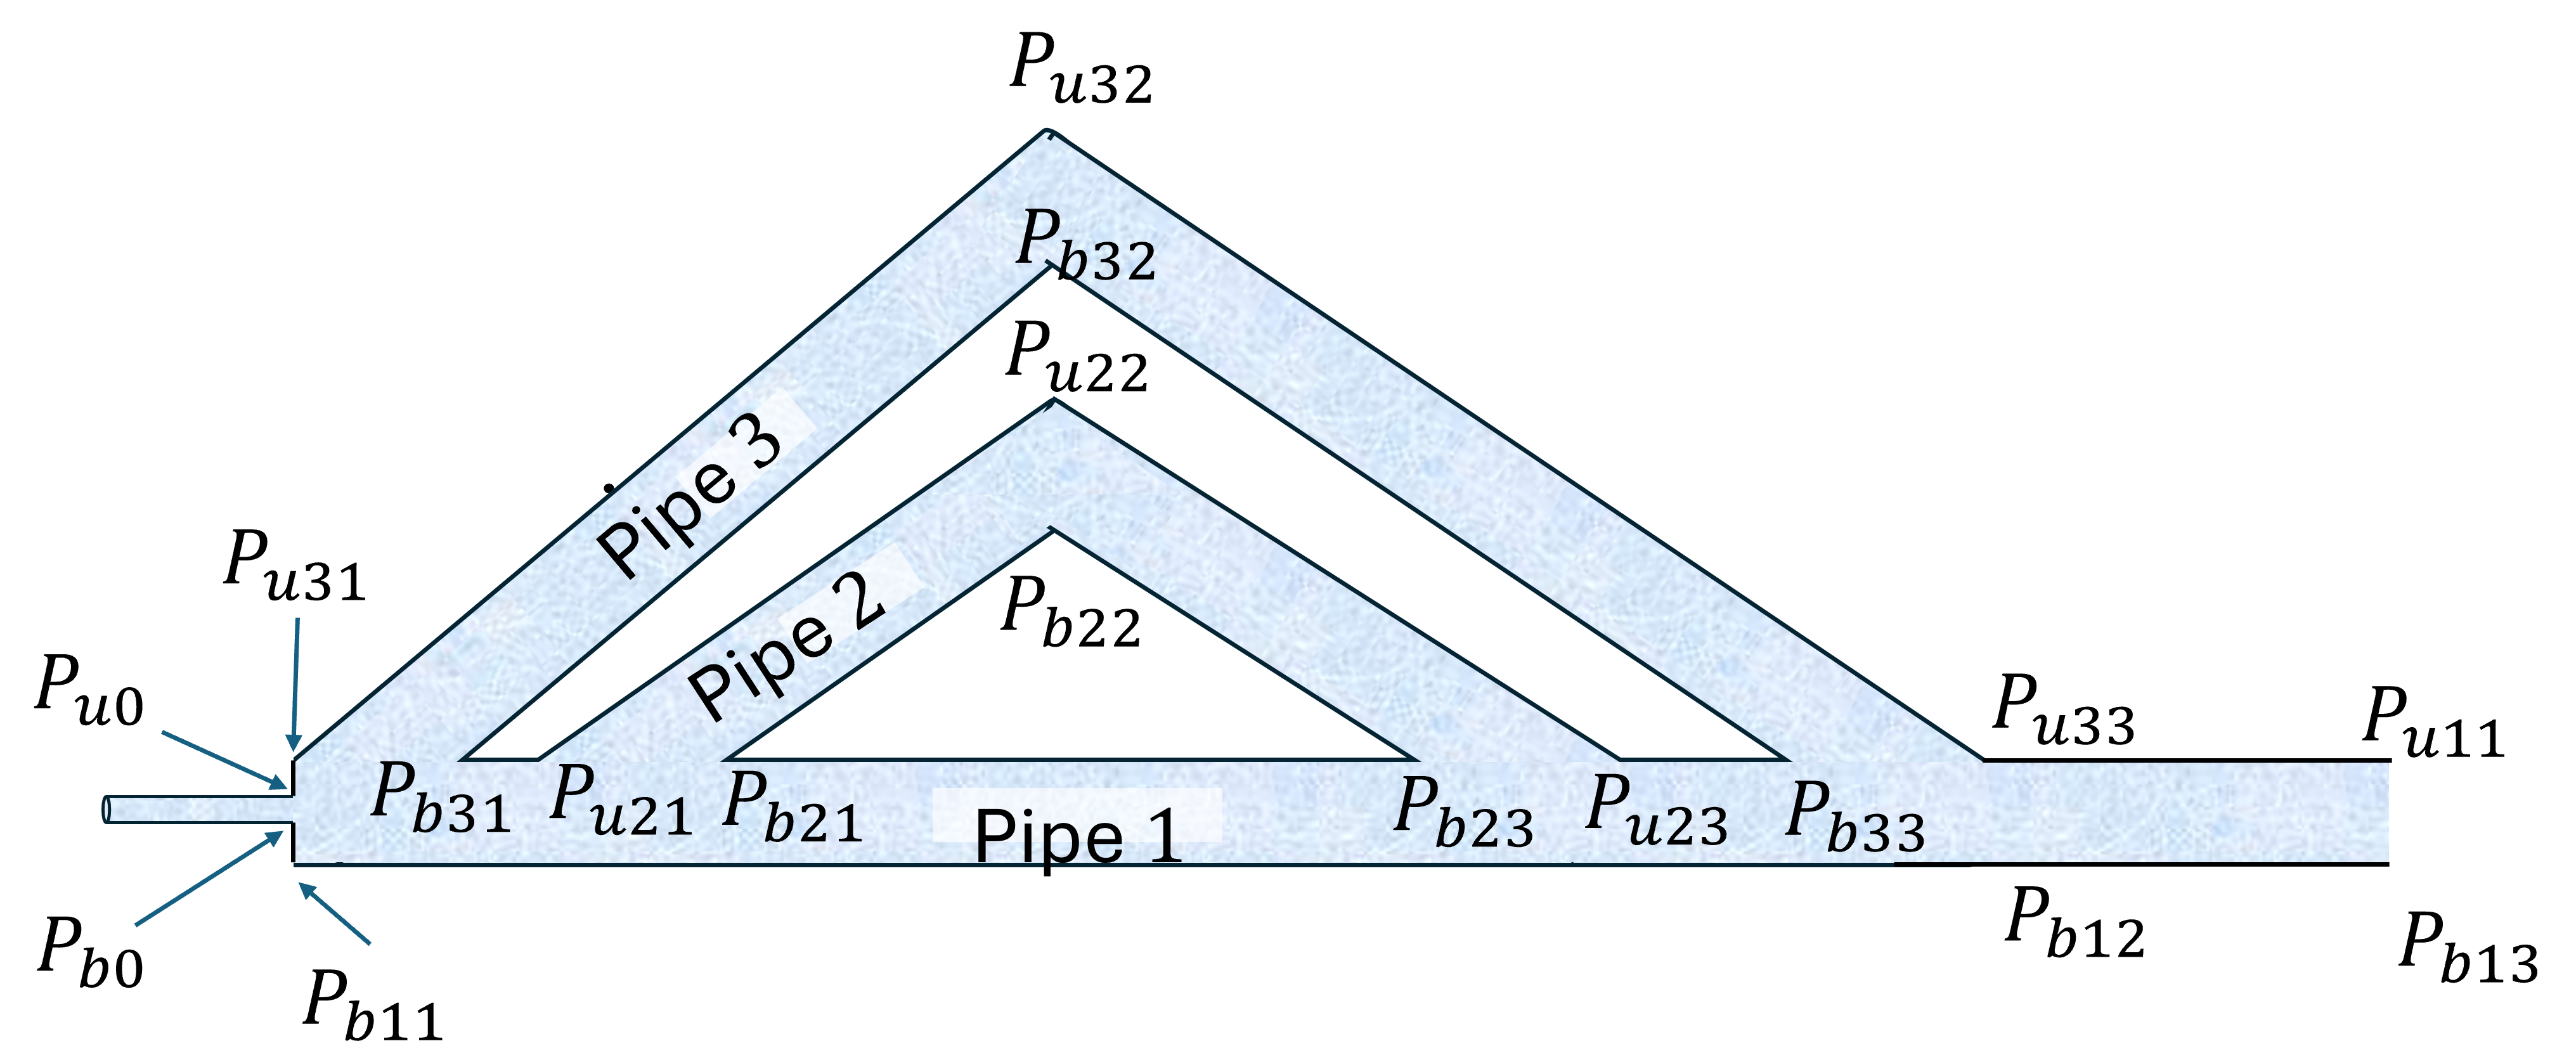 P_{u32}
P_{b32}
P_{u22}
Pipe 3
P_{u31}
Pipe 2
P_{b22}
P_{u0}
P_{u33}
P_{u11}
P_{b31}
P_{u21}
P_{b21}
Pipe 1
P_{b23}
P_{u23}
P_{b33}
P_{b0}
P_{b12}
P_{b13}
P_{b11}